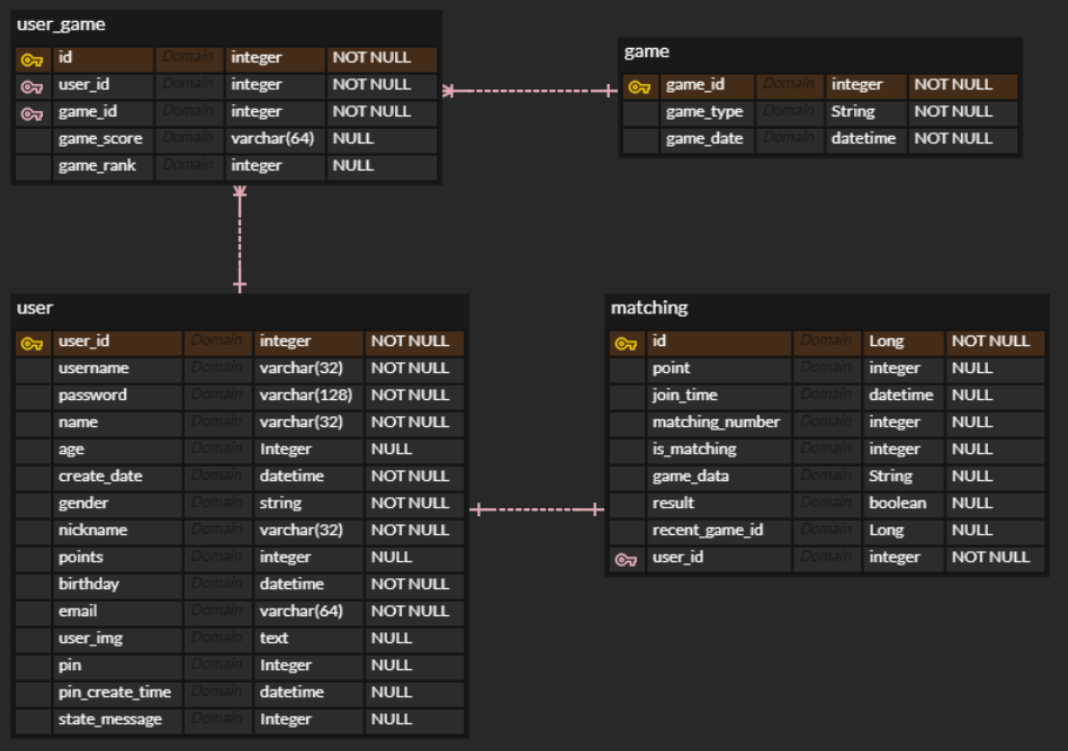 user_game
id Domain integer NOT NULL
user_id Domain integer NOT NULL
game_id Domain integer NOT NULL
game_score Domain varchar(64) NULL
game_rank Domain integer NULL
game
game_id Domain integer NOT NULL
game_type Domain String NOT NULL
game_date Domain datetime NOT NULL
user
user_id Domain integer NOT NULL
username Domain varchar(32) NOT NULL
password Domain varchar(128) NOT NULL
name Domain varchar(32) NOT NULL
age Domain Integer NULL
create_date Domain datetime NOT NULL
gender Domain string NOT NULL
nickname Domain varchar(32) NOT NULL
points Domain integer NULL
birthday Domain datetime NOT NULL
email Domain varchar(64) NOT NULL
user_img Domain text NULL
pin Domain Integer NULL
pin_create_time Domain datetime NULL
state_message Domain Integer NULL
matching
id Domain Long NOT NULL
point Domain integer NULL
join_time Domain datetime NULL
matching_number Domain integer NULL
is_matching Domain integer NULL
game_data Domain String NULL
result Domain boolean NULL
recent_game_id Domain Long NULL
user_id Domain integer NOT NULL